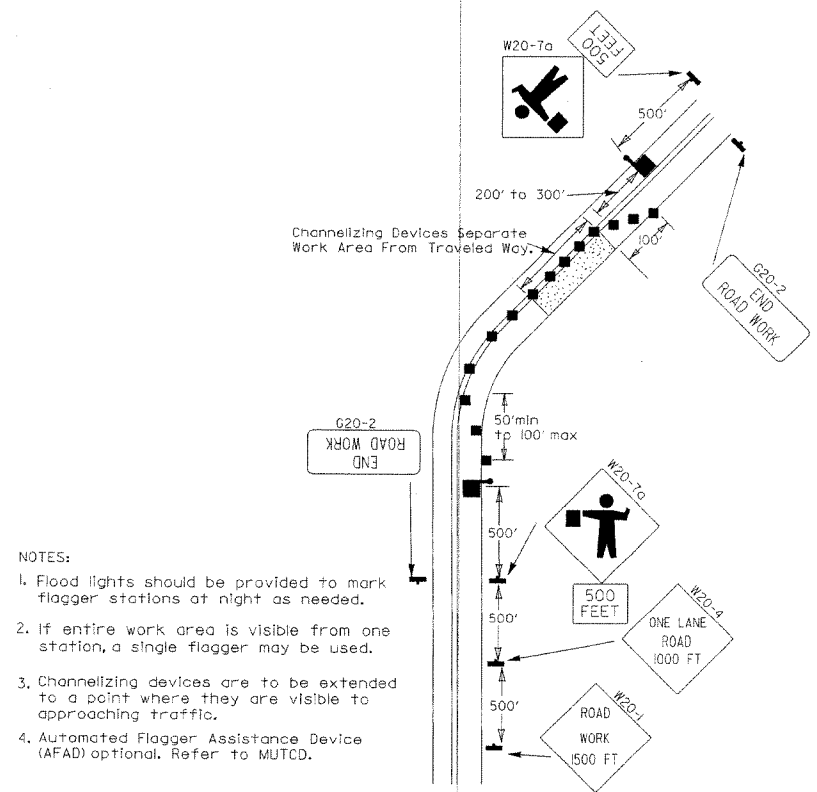 W20-7a
500
FEET
500'
200' to 300'
Channelizing Devices Separate
Work Area From Traveled Way.
100'
G20-2
END
ROAD WORK
G20-2
END
ROAD WORK
50'min
to 100' max
W20-7a
500'
500
FEET
500'
W20-4
ONE LANE
ROAD
1000 FT
500'
W20-1
ROAD
WORK
1500 FT
NOTES:
1. Flood lights should be provided to mark
flagger stations at night as needed.
2. If entire work area is visible from one
station, a single flagger may be used.
3. Channelizing devices are to be extended
to a point where they are visible to
approaching traffic.
4. Automated Flagger Assistance Device
(AFAD) optional. Refer to MUTCD.